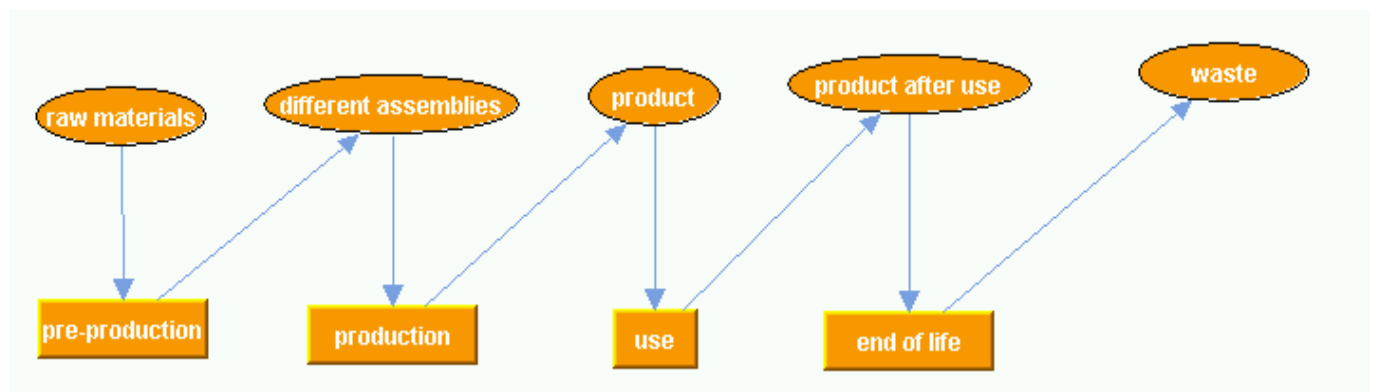 raw materials
different assemblies
product
product after use
waste
pre-production
production
use
end of life